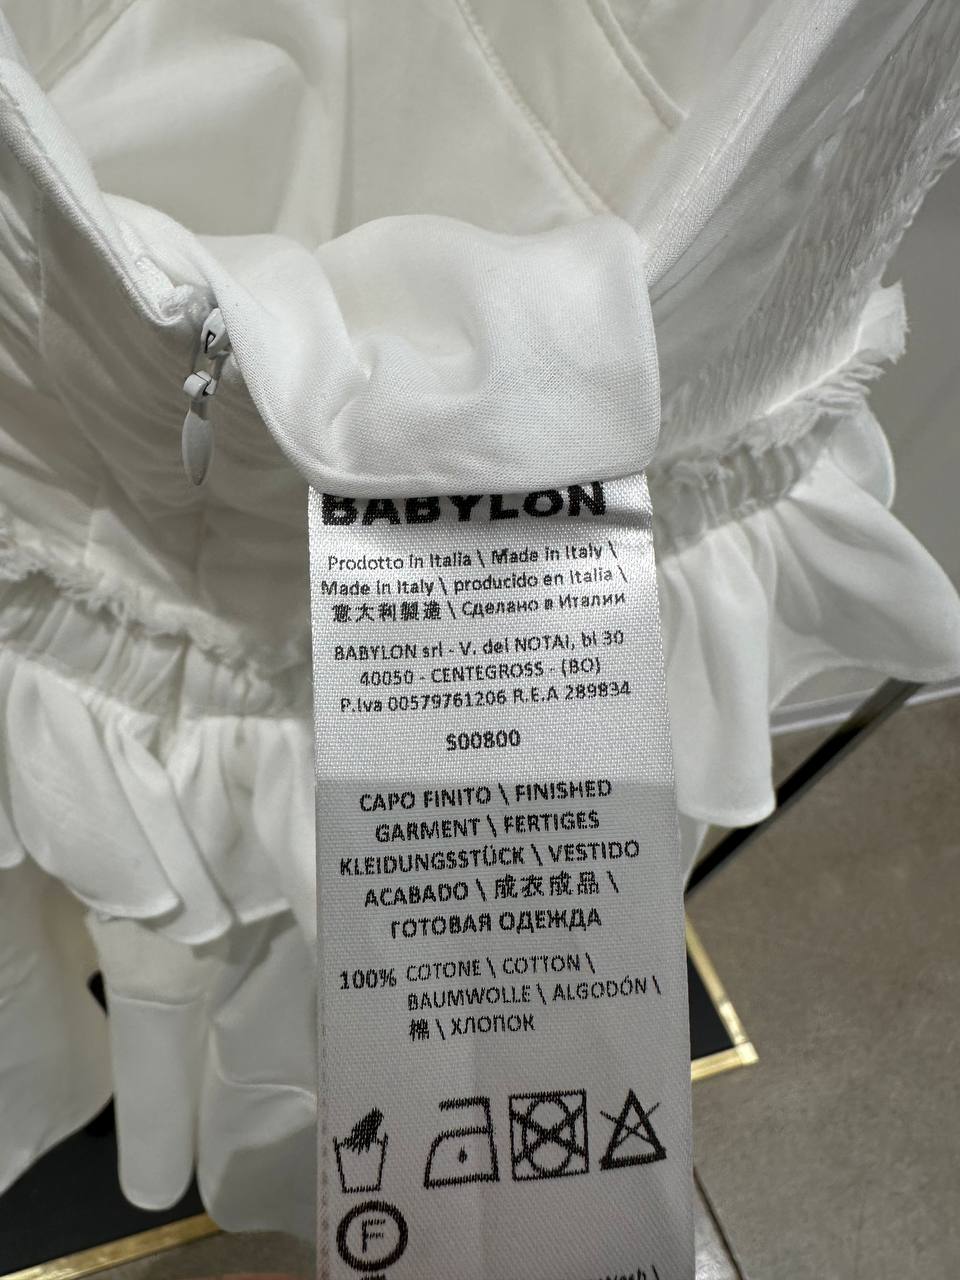 BABYLON
Prodotto in Italia \ Made in Italy \
Made in Italy \ producido en Italia \
意大利製造 \ Сделано в Италии
BABYLON srl - V. dei NOTAI, bl 30
40050 - CENTEGROSS - (BO)
P.Iva 00579761206 R.E.A 289834
S00800
CAPO FINITO \ FINISHED
GARMENT \ FERTIGES
KLEIDUNGSSTÜCK \ VESTIDO
ACABADO \ 成衣成品 \
ГОТОВАЯ ОДЕЖДА
100% COTONE \ COTTON \
BAUMWOLLE \ ALGODÓN \
棉 \ ХЛОПОК
F